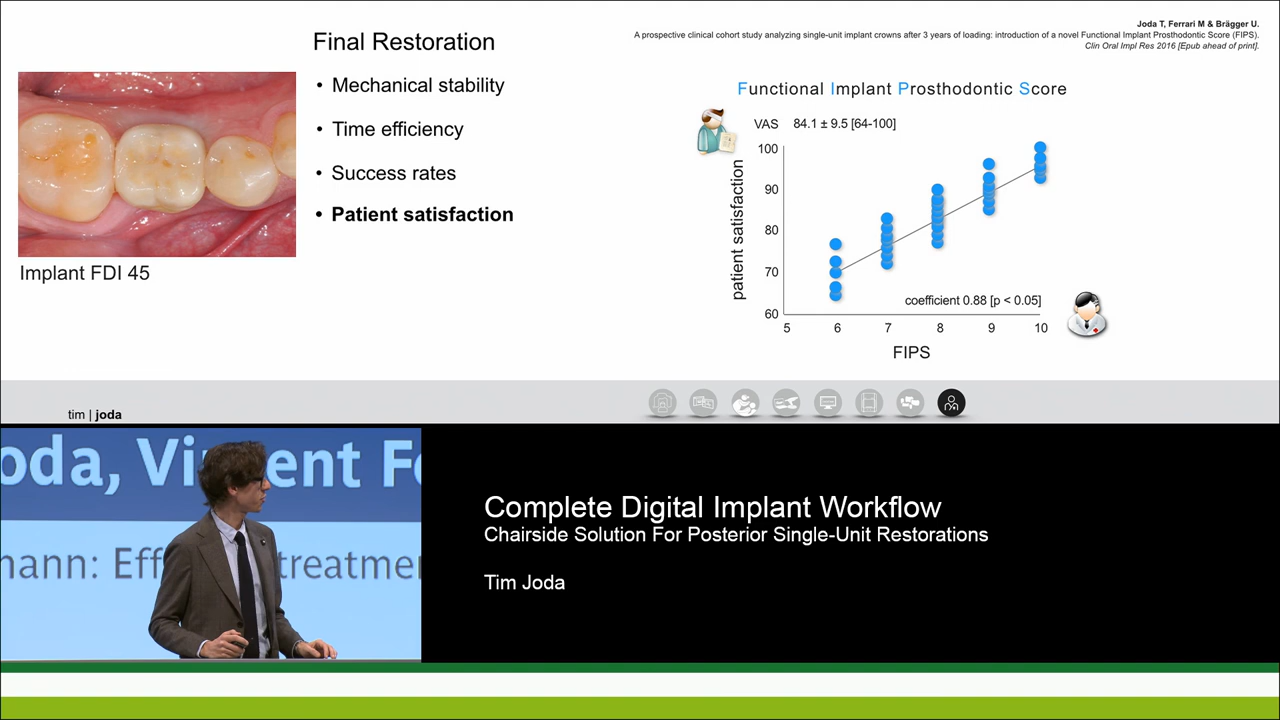 Joda T, Ferrari M & Brägger U.
A prospective clinical cohort study analyzing single-unit implant crowns after 3 years of loading: introduction of a novel Functional Implant Prosthodontic Score (FIPS).
Clin Oral Impl Res 2016 [Epub ahead of print].
Final Restoration
• Mechanical stability
• Time efficiency
• Success rates
• Patient satisfaction
Implant FDI 45
Functional Implant Prosthodontic Score
VAS 84.1 ± 9.5 [64-100]
patient satisfaction
100
90
80
70
60
coefficient 0.88 [p < 0.05]
5 6 7 8 9 10
FIPS
tim | joda
oda, Vi ent F
mann: Eff treatme
Complete Digital Implant Workflow
Chairside Solution For Posterior Single-Unit Restorations
Tim Joda